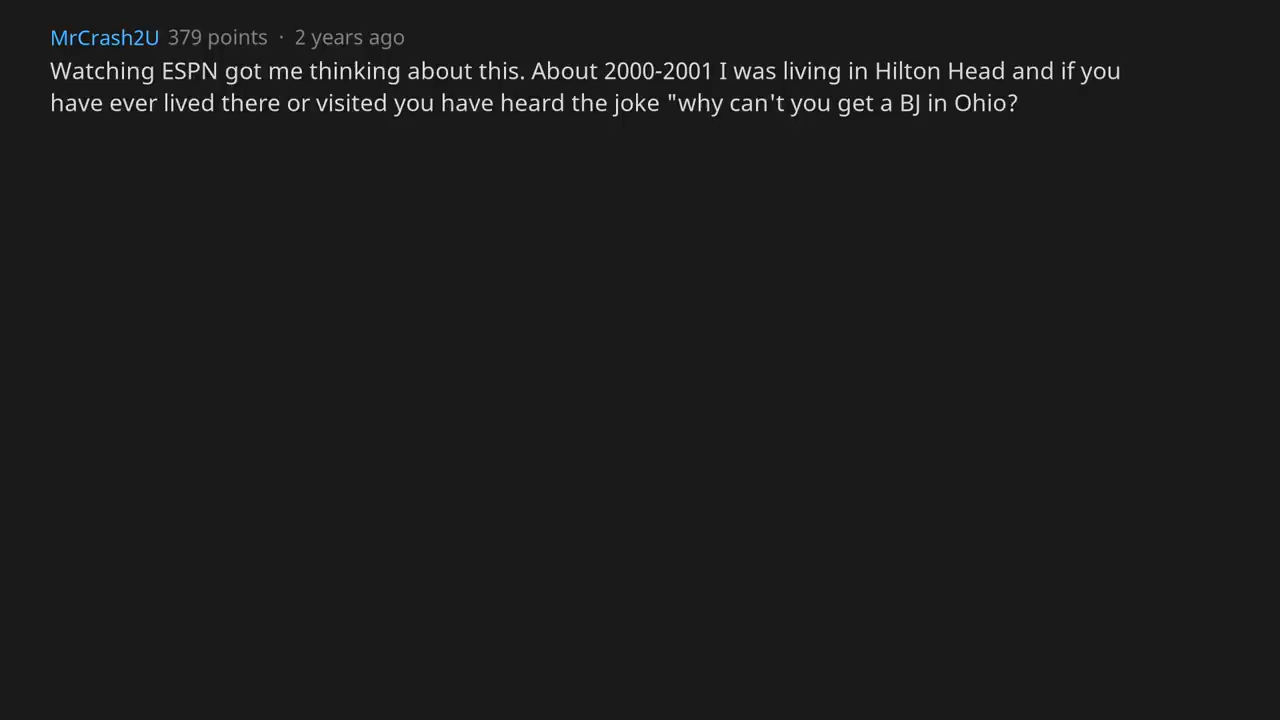 MrCrash2U 379 points · 2 years ago
Watching ESPN got me thinking about this. About 2000-2001 I was living in Hilton Head and if you
have ever lived there or visited you have heard the joke "why can't you get a BJ in Ohio?